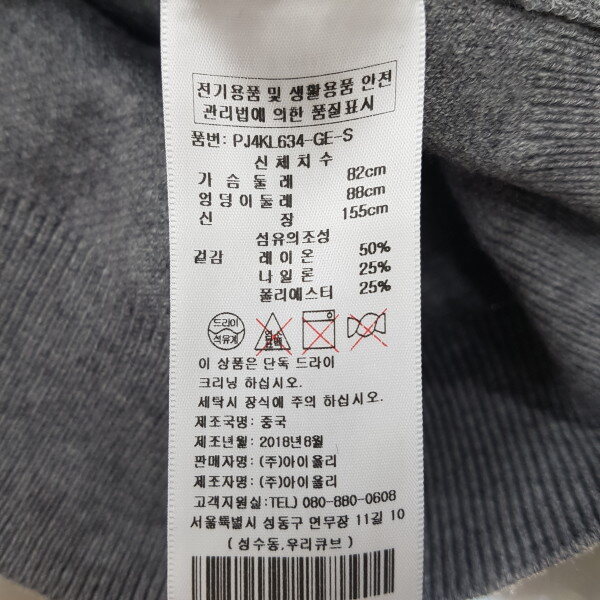 전기용품 및 생활용품 안전
관리법에 의한 품질표시
품번: PJ4KL634-GE-S
신체치수
가슴둘레 82cm
엉덩이둘레 88cm
신장 155cm
섬유의조성
겉감 레이온 50%
나일론 25%
폴리에스터 25%
드라이
석유계
이 상품은 단독 드라이
크리닝 하십시오.
세탁시 장식에 주의 하십시오.
제조국명: 중국
제조년월: 2018년8월
판매자명: (주)아이올리
제조자명: (주)아이올리
고객지원실:TEL) 080-880-0608
서울특별시 성동구 연무장 11길 10
(성수동,우리큐브)